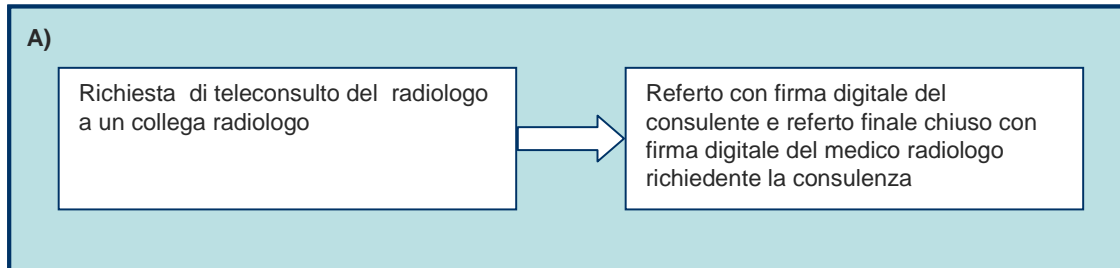 A)
Richiesta di teleconsulto del radiologo
a un collega radiologo
Referto con firma digitale del
consulente e referto finale chiuso con
firma digitale del medico radiologo
richiedente la consulenza